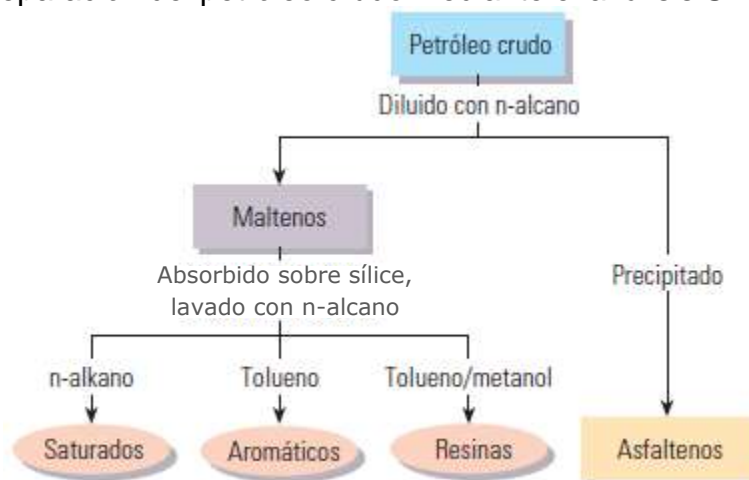 Petróleo crudo
Diluido con n-alcano
Maltenos
Absorbido sobre sílice,
lavado con n-alcano
Precipitado
n-alkano
Tolueno
Tolueno/metanol
Saturados
Aromáticos
Resinas
Asfaltenos